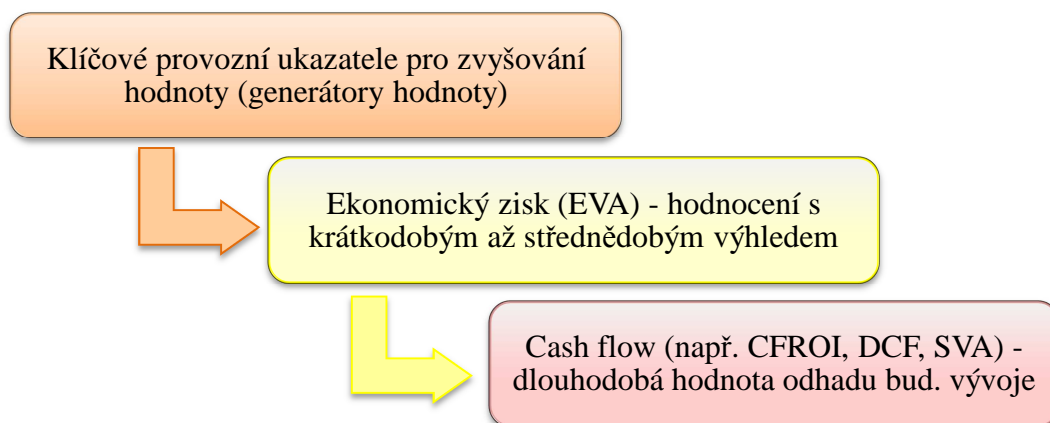 Klíčové provozní ukazatele pro zvyšování
hodnoty (generátory hodnoty)
Ekonomický zisk (EVA) - hodnocení s
krátkodobým až střednědobým výhledem
Cash flow (např. CFROI, DCF, SVA) -
dlouhodobá hodnota odhadu bud. vývoje